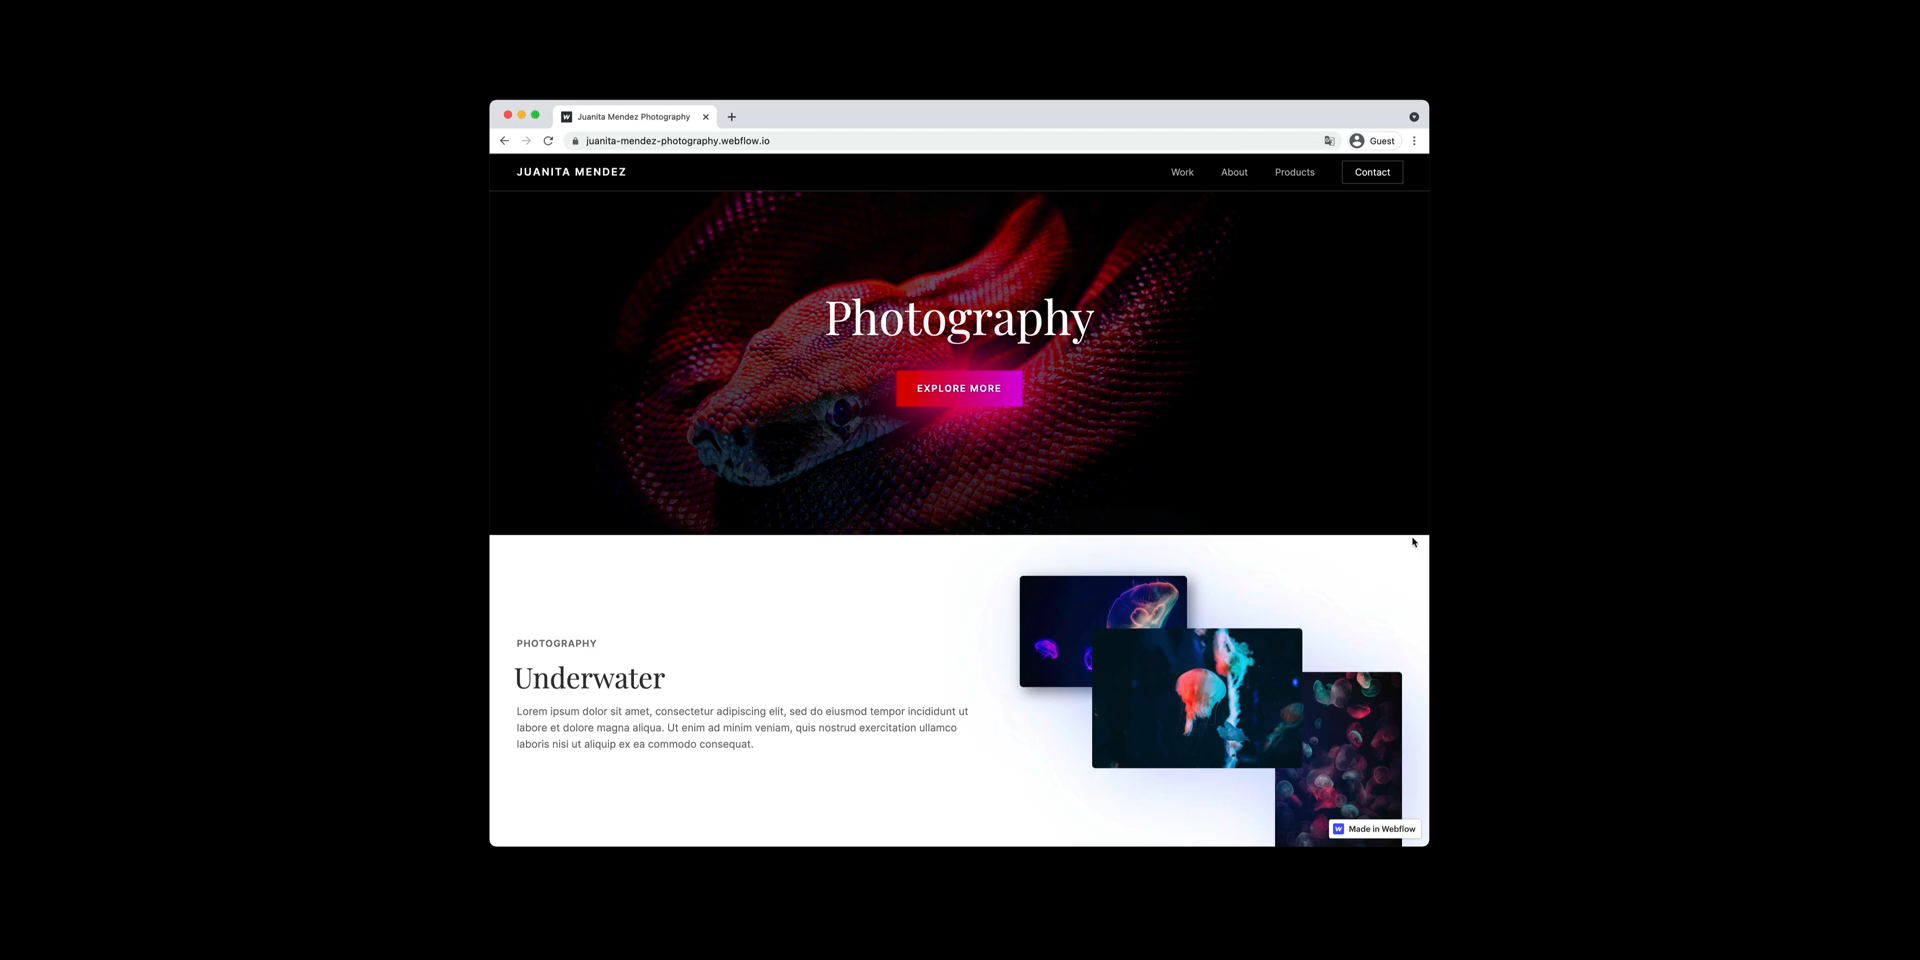 Juanita Mendez Photography
juanita-mendez-photography.webflow.io
Guest
JUANITA MENDEZ
Work
About
Products
Contact
Photography
EXPLORE MORE
PHOTOGRAPHY
Underwater
Lorem ipsum dolor sit amet, consectetur adipiscing elit, sed do eiusmod tempor incididunt ut
labore et dolore magna aliqua. Ut enim ad minim veniam, quis nostrud exercitation ullamco
laboris nisi ut aliquip ex ea commodo consequat.
Made in Webflow